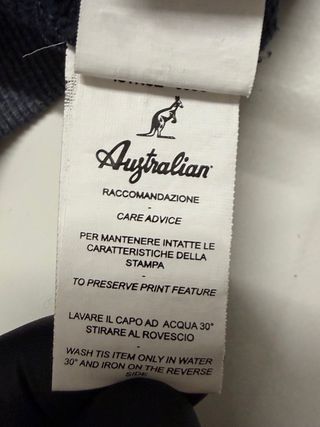 Australian
RACCOMANDAZIONE
-
CARE ADVICE
PER MANTENERE INTATTE LE
CARATTERISTICHE DELLA
STAMPA
-
TO PRESERVE PRINT FEATURE
LAVARE IL CAPO AD ACQUA 30°
STIRARE AL ROVESCIO
-
WASH TIS ITEM ONLY IN WATER
30° AND IRON ON THE REVERSE
SIDE